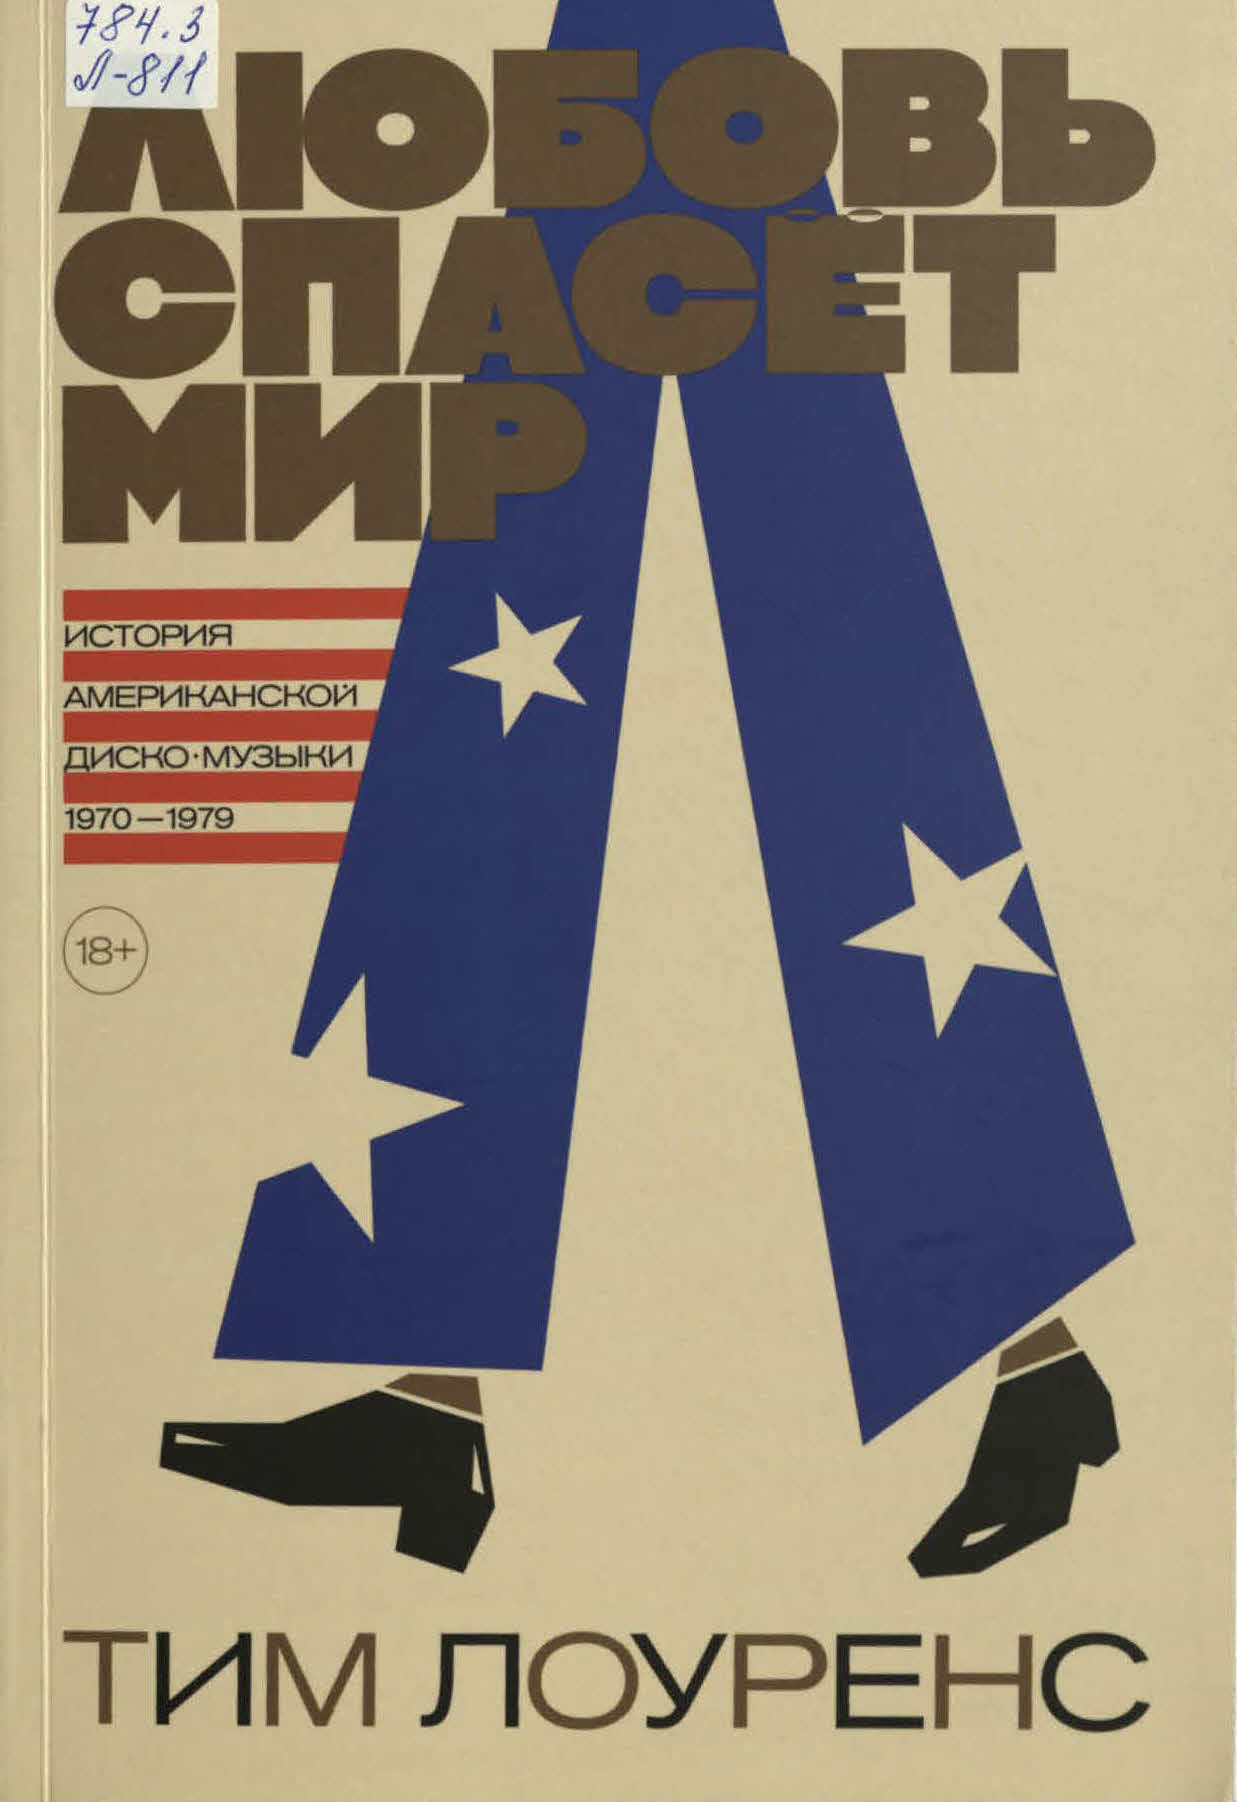 784.3
Л-811
ЛЮБОВЬ
СПАСЁТ
МИР
ИСТОРИЯ
АМЕРИКАНСКОЙ
ДИСКО·МУЗЫКИ
1970—1979
18+
ТИМ ЛОУРЕНС